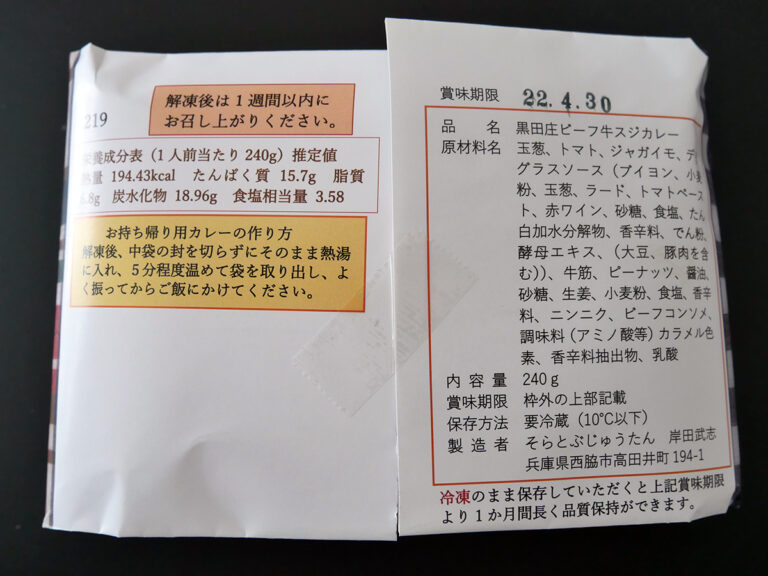 解凍後は1週間以内に
お召し上がりください。
219
栄養成分表(1人前当たり240g)推定値
熱量 194.43kcal たんぱく質 15.7g 脂質
.8g 炭水化物 18.96g 食塩相当量 3.58
お持ち帰り用カレーの作り方
解凍後、中袋の封を切らずにそのまま熱湯
に入れ、5分程度温めて袋を取り出し、よ
く振ってからご飯にかけてください。
賞味期限 22.4.30
品名 黒田庄ビーフ牛スジカレー
原材料名 玉葱、トマト、ジャガイモ、デミ
グラスソース(ブイヨン、小麦
粉、玉葱、ラード、トマトペース
ト、赤ワイン、砂糖、食塩、たん
白加水分解物、香辛料、でん粉、
酵母エキス、(大豆、豚肉を含
む))、牛筋、ピーナッツ、醤油、
砂糖、生姜、小麦粉、食塩、香辛
料、ニンニク、ビーフコンソメ、
調味料(アミノ酸等)カラメル色
素、香辛料抽出物、乳酸
内容量 240g
賞味期限 枠外の上部記載
保存方法 要冷蔵(10℃以下)
製造者 そらとぶじゅうたん 岸田武志
兵庫県西脇市高田井町194-1
冷凍のまま保存していただくと上記賞味期限
より1か月間長く品質保持ができます。